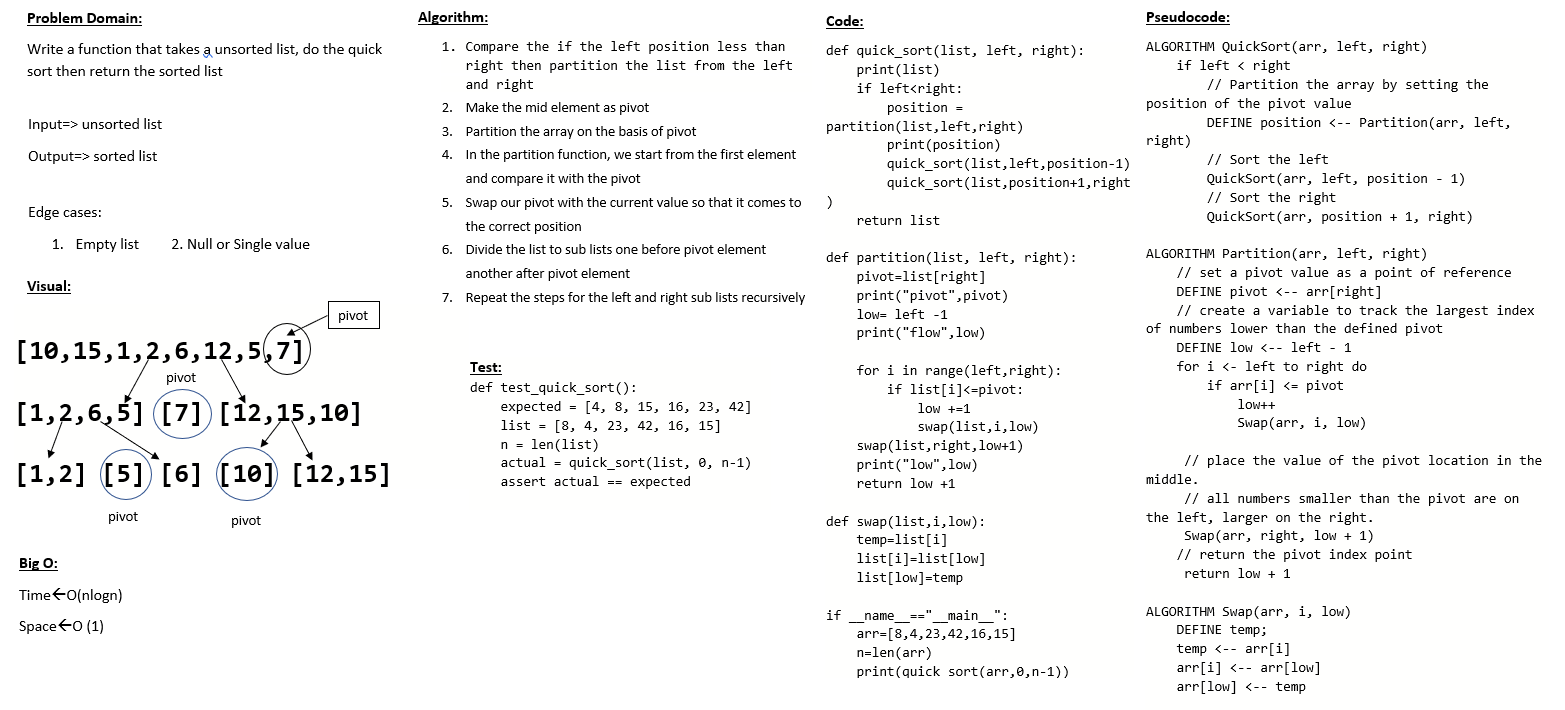 Problem Domain:
Write a function that takes a unsorted list, do the quick
sort then return the sorted list
Input=> unsorted list
Output=> sorted list
Edge cases:
1. Empty list 2. Null or Single value
Visual:
pivot
[10,15,1,2,6,12,5,7]
pivot
[1,2,6,5] [7] [12,15,10]
[1,2] [5] [6] [10] [12,15]
pivot pivot
Big O:
Time←O(nlogn)
Space←O (1)
Algorithm:
1. Compare the if the left position less than
right then partition the list from the left
and right
2. Make the mid element as pivot
3. Partition the array on the basis of pivot
4. In the partition function, we start from the first element
and compare it with the pivot
5. Swap our pivot with the current value so that it comes to
the correct position
6. Divide the list to sub lists one before pivot element
another after pivot element
7. Repeat the steps for the left and right sub lists recursively
Test:
def test_quick_sort():
    expected = [4, 8, 15, 16, 23, 42]
    list = [8, 4, 23, 42, 16, 15]
    n = len(list)
    actual = quick_sort(list, 0, n-1)
    assert actual == expected
Code:
def quick_sort(list, left, right):
    print(list)
    if left<right:
        position =
partition(list,left,right)
        print(position)
        quick_sort(list,left,position-1)
        quick_sort(list,position+1,right
)
    return list
def partition(list, left, right):
    pivot=list[right]
    print("pivot",pivot)
    low= left -1
    print("flow",low)
    for i in range(left,right):
        if list[i]<=pivot:
            low +=1
            swap(list,i,low)
    swap(list,right,low+1)
    print("low",low)
    return low +1
def swap(list,i,low):
    temp=list[i]
    list[i]=list[low]
    list[low]=temp
if __name__=="__main__":
    arr=[8,4,23,42,16,15]
    n=len(arr)
    print(quick sort(arr,0,n-1))
Pseudocode:
ALGORITHM QuickSort(arr, left, right)
    if left < right
        // Partition the array by setting the
position of the pivot value
        DEFINE position <-- Partition(arr, left,
right)
        // Sort the left
        QuickSort(arr, left, position - 1)
        // Sort the right
        QuickSort(arr, position + 1, right)
ALGORITHM Partition(arr, left, right)
    // set a pivot value as a point of reference
    DEFINE pivot <-- arr[right]
    // create a variable to track the largest index
of numbers lower than the defined pivot
    DEFINE low <-- left - 1
    for i <- left to right do
        if arr[i] <= pivot
            low++
            Swap(arr, i, low)
     // place the value of the pivot location in the
middle.
     // all numbers smaller than the pivot are on
the left, larger on the right.
     Swap(arr, right, low + 1)
    // return the pivot index point
     return low + 1
ALGORITHM Swap(arr, i, low)
    DEFINE temp;
    temp <-- arr[i]
    arr[i] <-- arr[low]
    arr[low] <-- temp